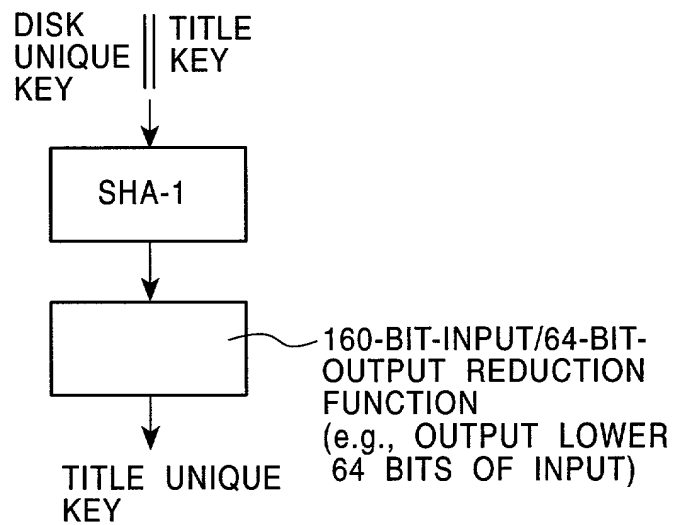 DISK
UNIQUE
KEY
TITLE
KEY
SHA-1
160-BIT-INPUT/64-BIT-
OUTPUT REDUCTION
FUNCTION
(e.g., OUTPUT LOWER
64 BITS OF INPUT)
TITLE UNIQUE
KEY